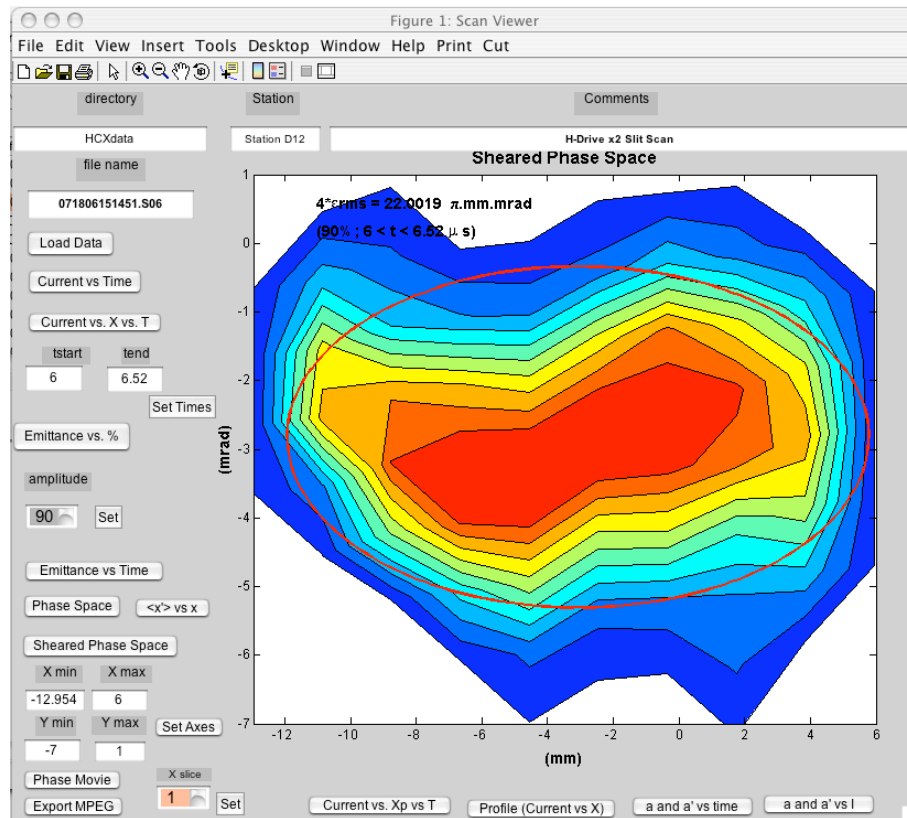 Figure 1: Scan Viewer
File Edit View Insert Tools Desktop Window Help Print Cut
directory
Station
Comments
HCXdata
Station D12
H-Drive x2 Slit Scan
file name
071806151451.S06
Load Data
Current vs Time
Current vs. X vs. T
tstart
tend
6
6.52
Set Times
Emittance vs. %
amplitude
90
Set
Emittance vs Time
Phase Space
<x'> vs x
Sheared Phase Space
X min
X max
-12.954
6
Y min
Y max
Set Axes
-7
1
Phase Movie
X slice
1
Set
Export MPEG
Sheared Phase Space
4*εrms = 22.0019 π.mm.mrad
(90% ; 6 < t < 6.52 μ s)
1
0
-1
-2
-3
-4
-5
-6
-7
(mrad)
-12 -10 -8 -6 -4 -2 0 2 4 6
(mm)
Current vs. Xp vs T
Profile (Current vs X)
a and a' vs time
a and a' vs I